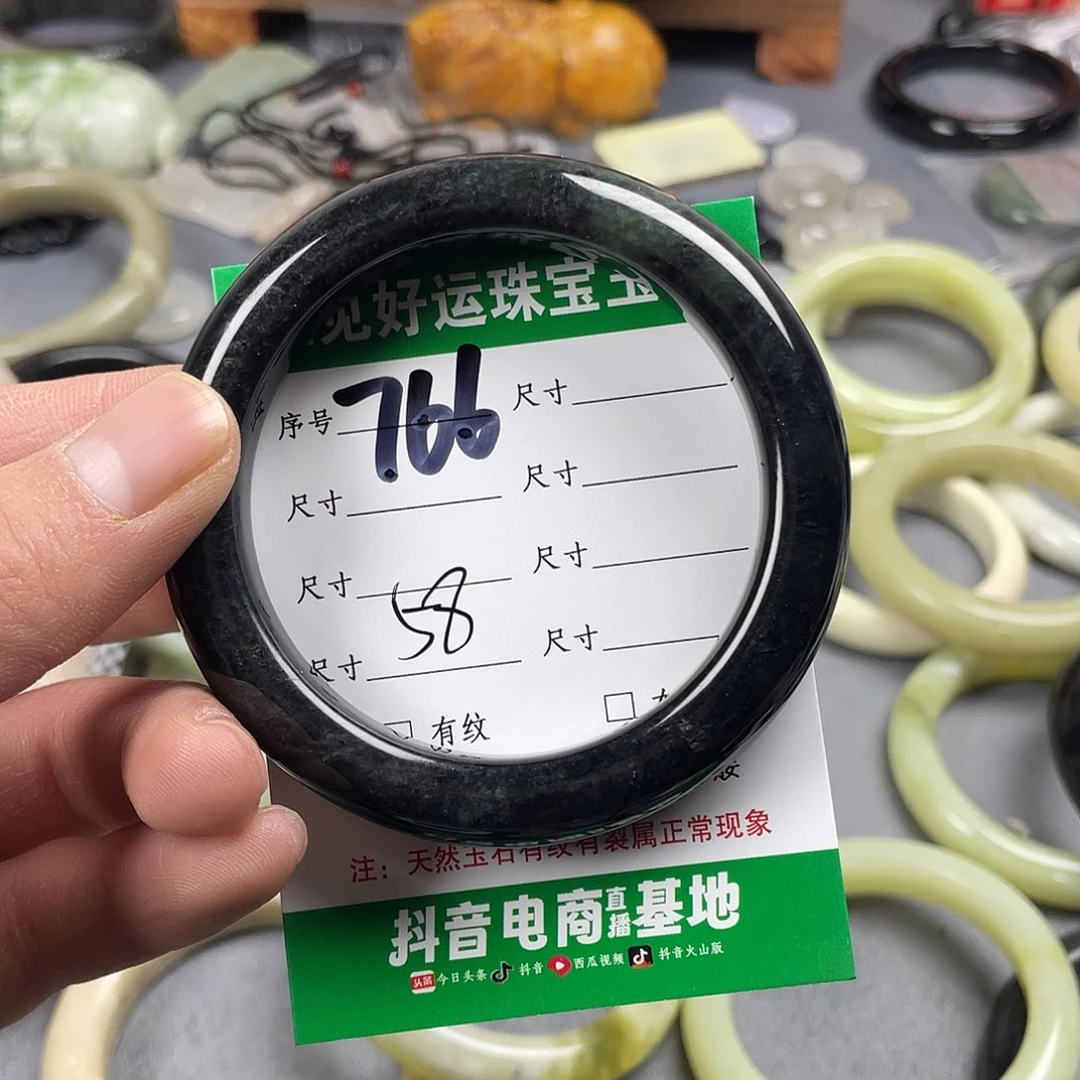 见好运珠宝玉
序号 766 尺寸
尺寸 尺寸
尺寸 尺寸
尺寸 58 尺寸
有纹
注：天然玉石有纹有裂属正常现象
抖音电商直播基地
头条 今日头条 抖音 西瓜视频 抖音火山版